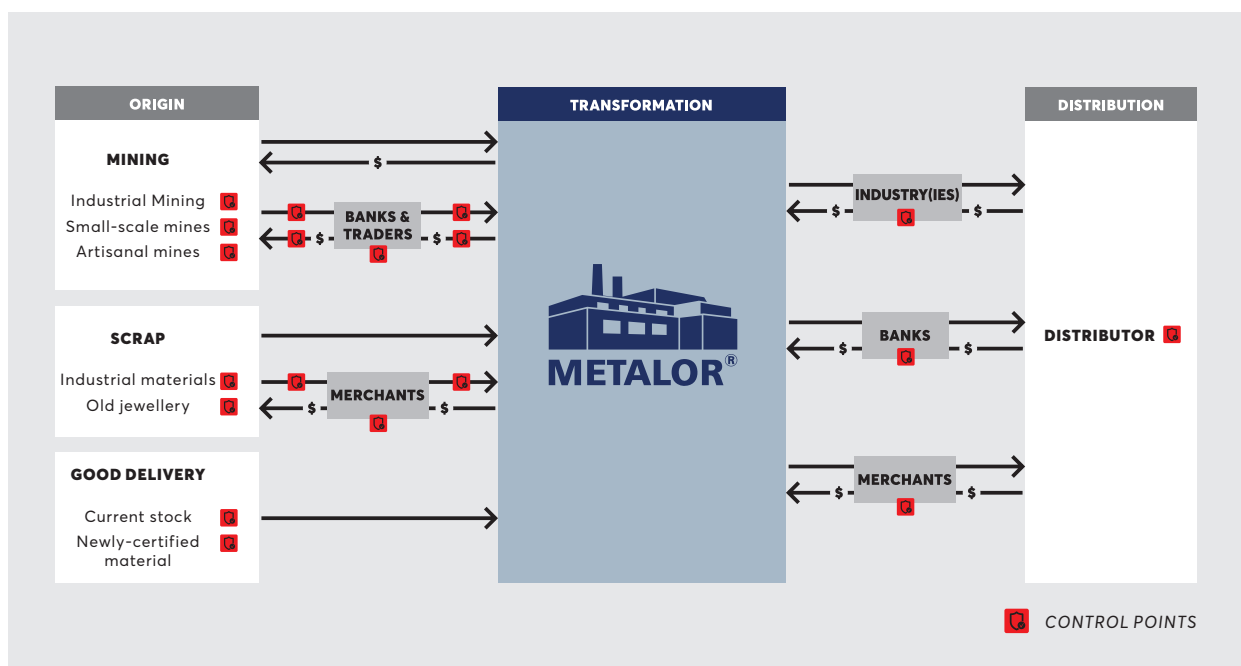 ORIGIN
MINING
$
Industrial Mining
Small-scale mines
Artisanal mines
BANKS &
TRADERS
$
$
SCRAP
Industrial materials
Old jewellery
MERCHANTS
$
$
GOOD DELIVERY
Current stock
Newly-certified
material
TRANSFORMATION
METALOR®
INDUSTRY(IES)
$
$
BANKS
$
$
MERCHANTS
$
$
DISTRIBUTION
DISTRIBUTOR
CONTROL POINTS